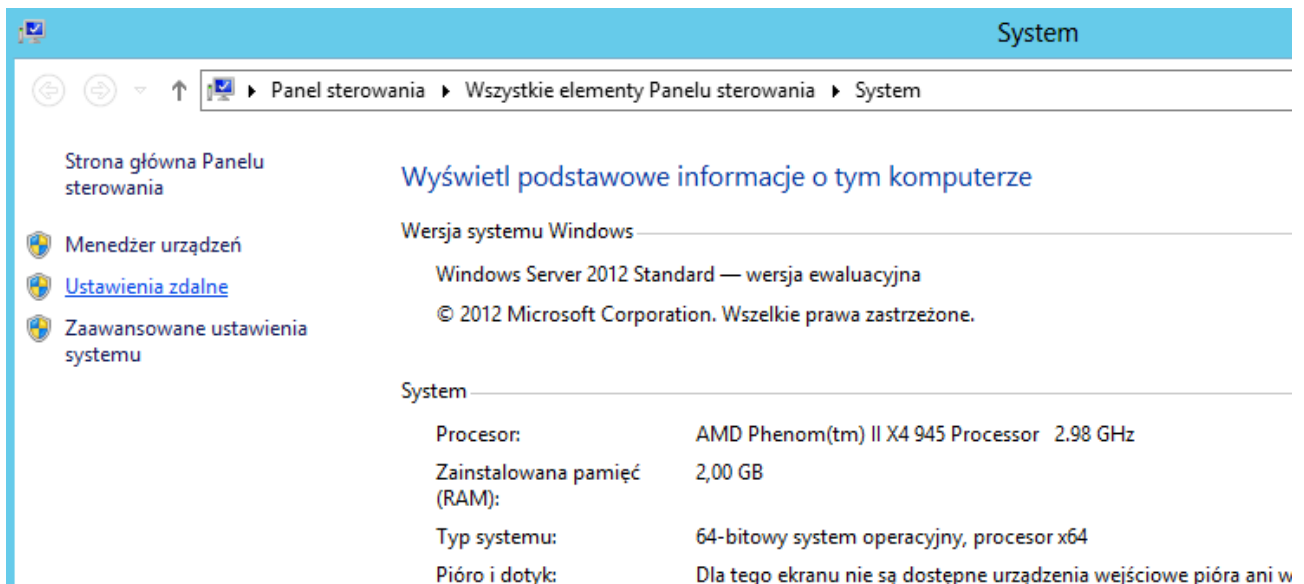 System
Panel sterowania Wszystkie elementy Panelu sterowania System
Strona główna Panelu
sterowania
Menedżer urządzeń
Ustawienia zdalne
Zaawansowane ustawienia
systemu
Wyświetl podstawowe informacje o tym komputerze
Wersja systemu Windows
Windows Server 2012 Standard — wersja ewaluacyjna
© 2012 Microsoft Corporation. Wszelkie prawa zastrzeżone.
System
Procesor: AMD Phenom(tm) II X4 945 Processor 2.98 GHz
Zainstalowana pamięć 2,00 GB
(RAM):
Typ systemu: 64-bitowy system operacyjny, procesor x64
Pióro i dotyk: Dla tego ekranu nie są dostępne urządzenia wejściowe pióra ani